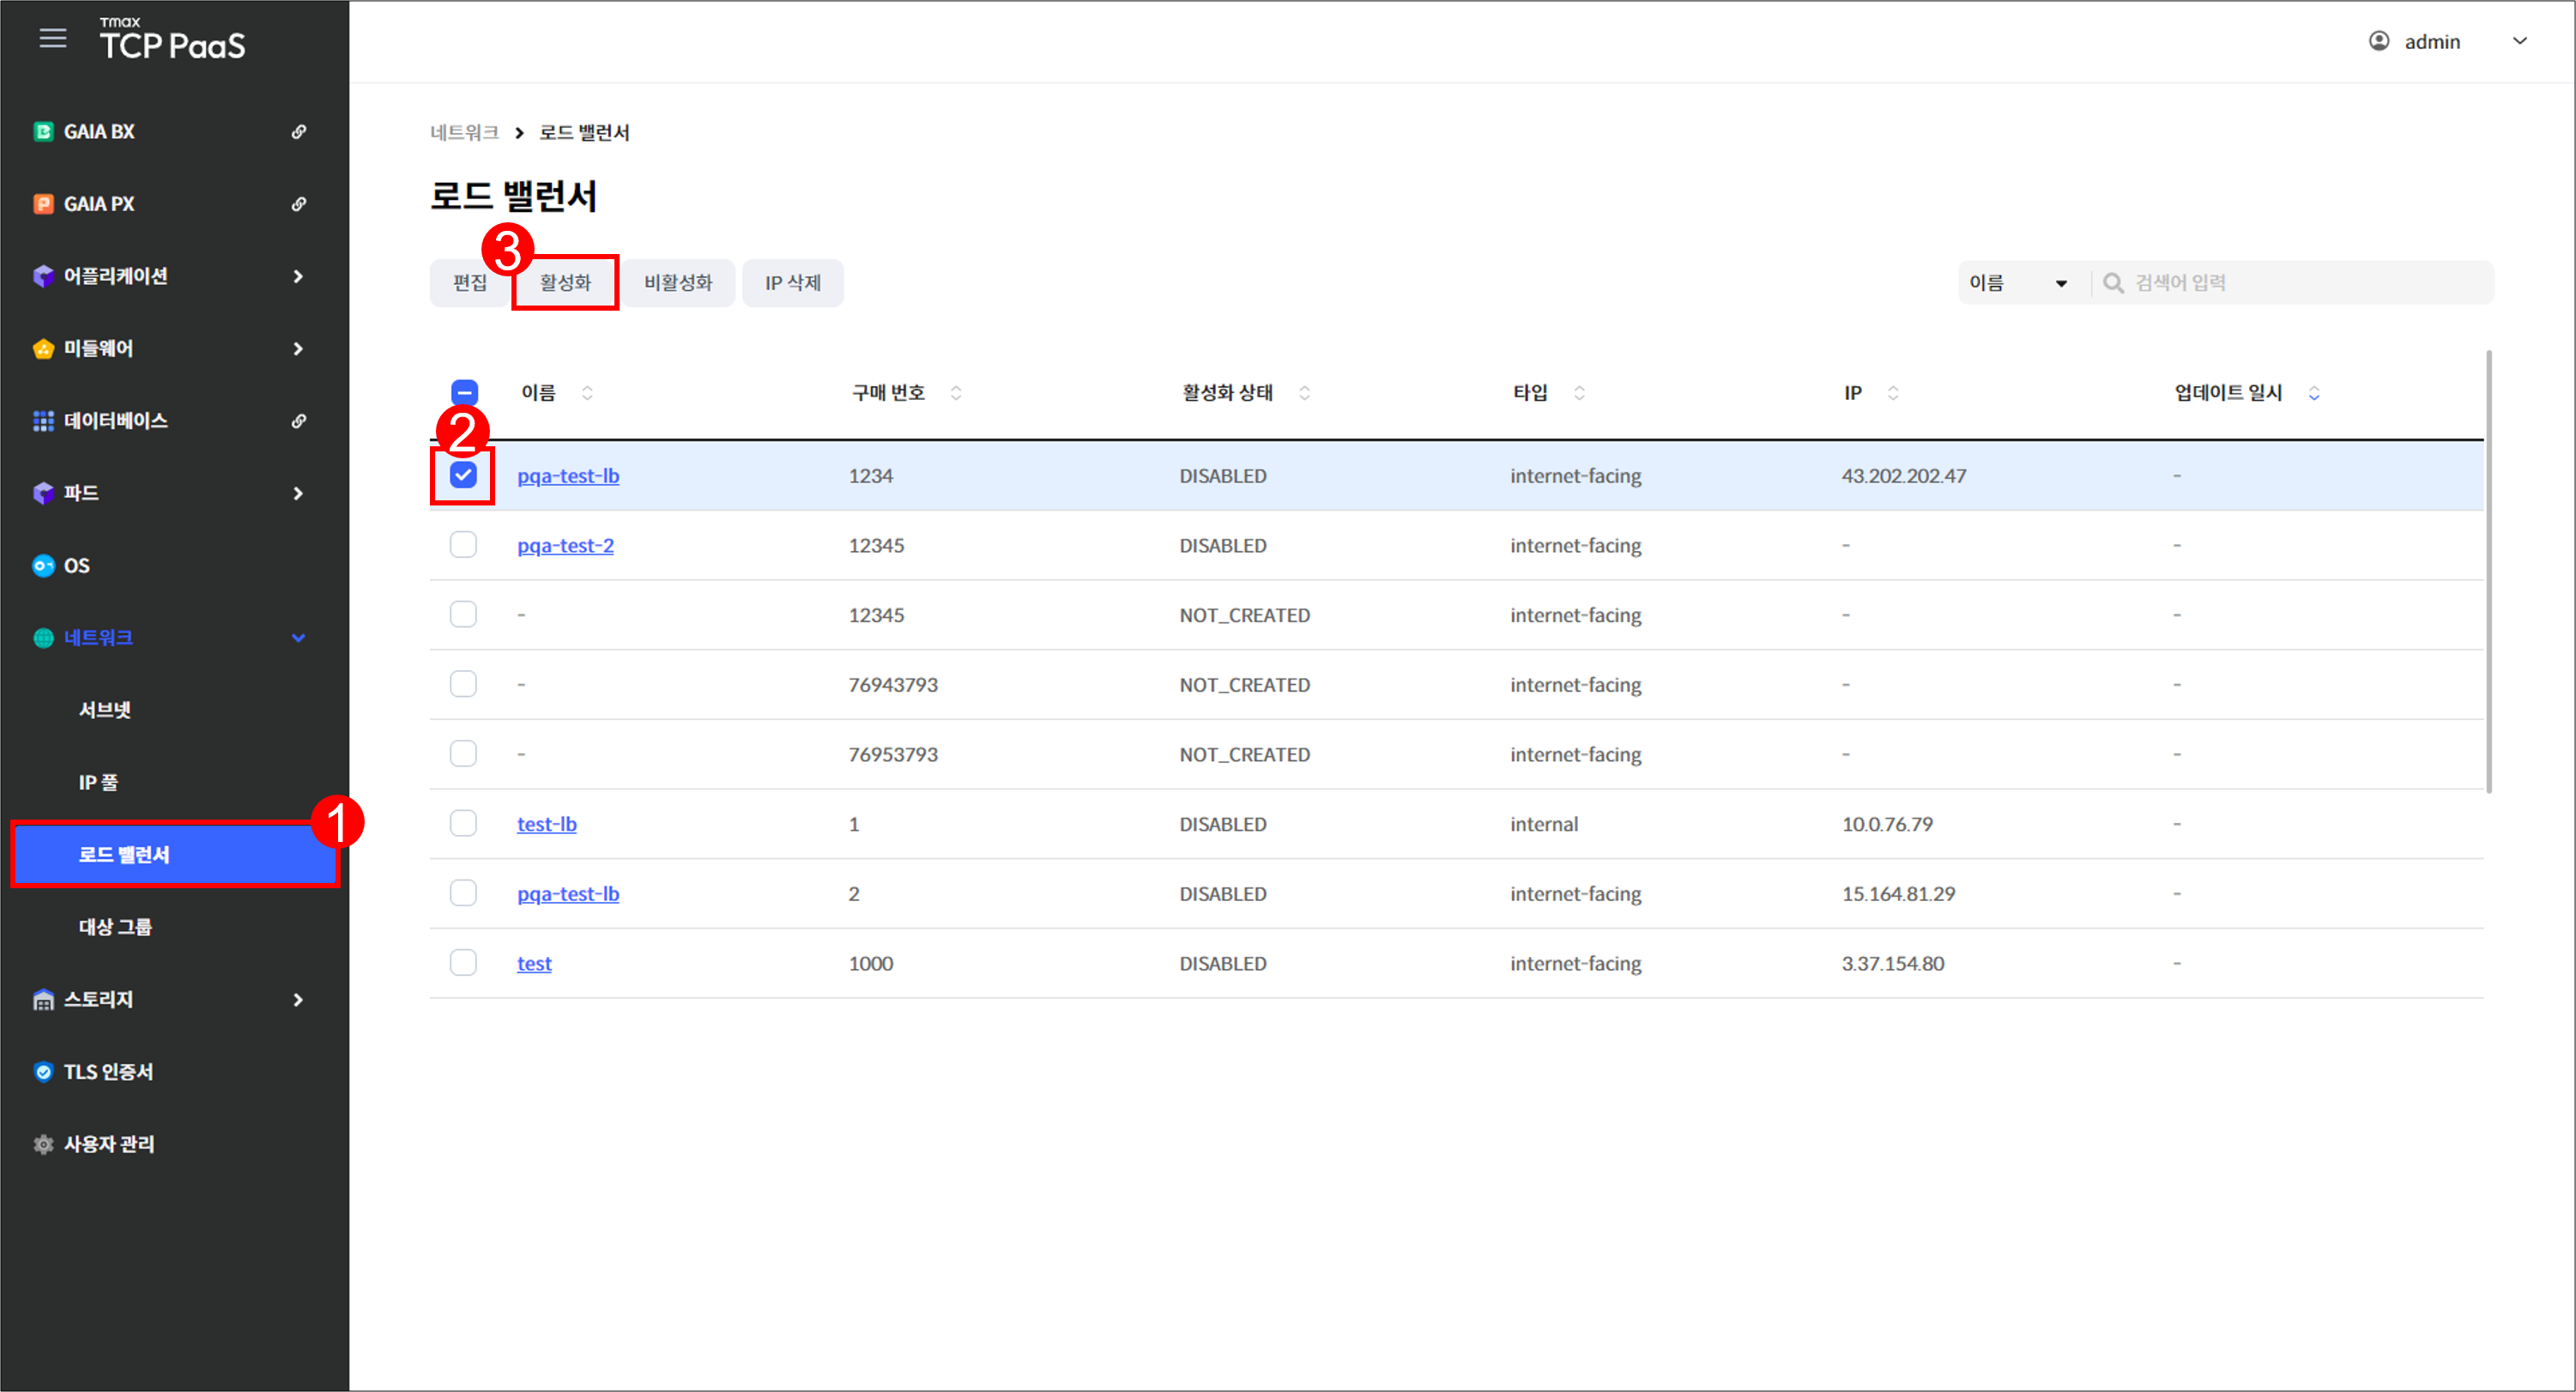 Tmax
TCP PaaS
admin
GAIA BX
GAIA PX
어플리케이션
미들웨어
데이터베이스
파드
OS
네트워크
서브넷
IP 풀
1
로드 밸런서
대상 그룹
스토리지
TLS 인증서
사용자 관리
네트워크 로드 밸런서
로드 밸런서
3
편집 활성화 비활성화 IP 삭제
이름 검색어 입력
이름 구매 번호 활성화 상태 타입 IP 업데이트 일시
2
pqa-test-lb 1234 DISABLED internet-facing 43.202.202.47 -
pqa-test-2 12345 DISABLED internet-facing - -
- 12345 NOT_CREATED internet-facing - -
- 76943793 NOT_CREATED internet-facing - -
- 76953793 NOT_CREATED internet-facing - -
test-lb 1 DISABLED internal 10.0.76.79 -
pqa-test-lb 2 DISABLED internet-facing 15.164.81.29 -
test 1000 DISABLED internet-facing 3.37.154.80 -